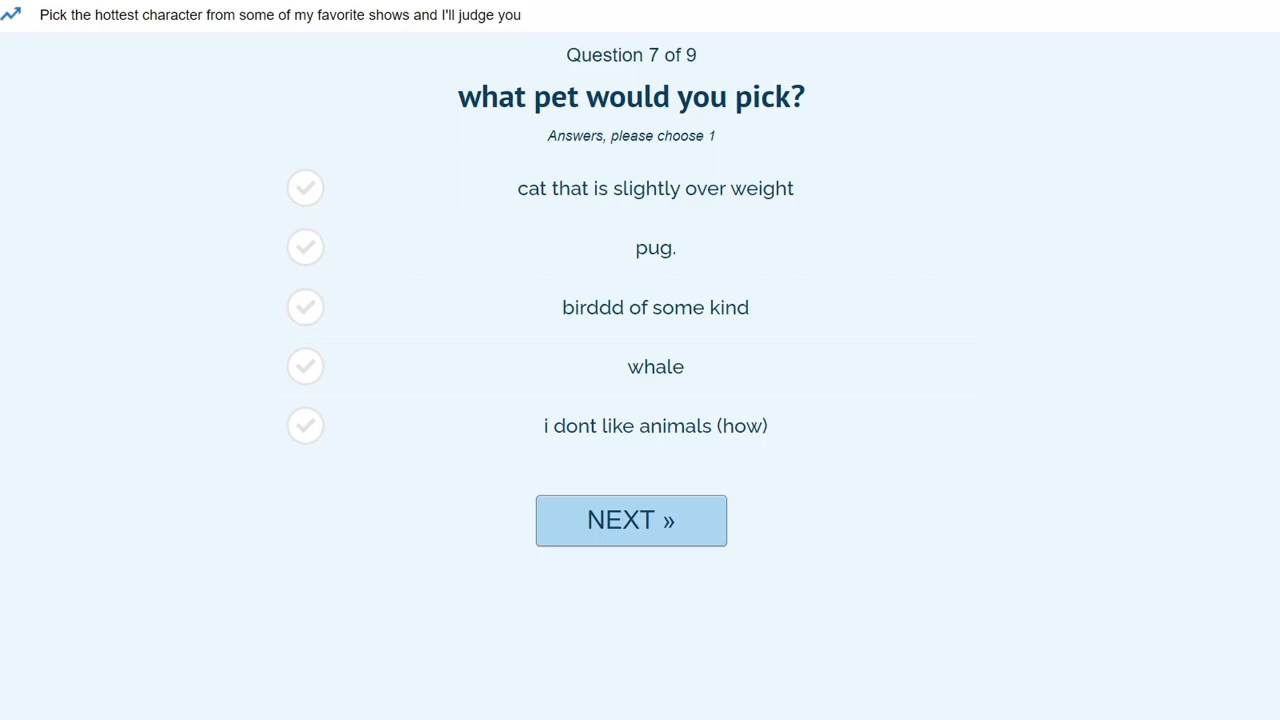 Pick the hottest character from some of my favorite shows and I'll judge you
Question 7 of 9
what pet would you pick?
Answers, please choose 1
cat that is slightly over weight
pug.
birddd of some kind
whale
i dont like animals (how)
NEXT »